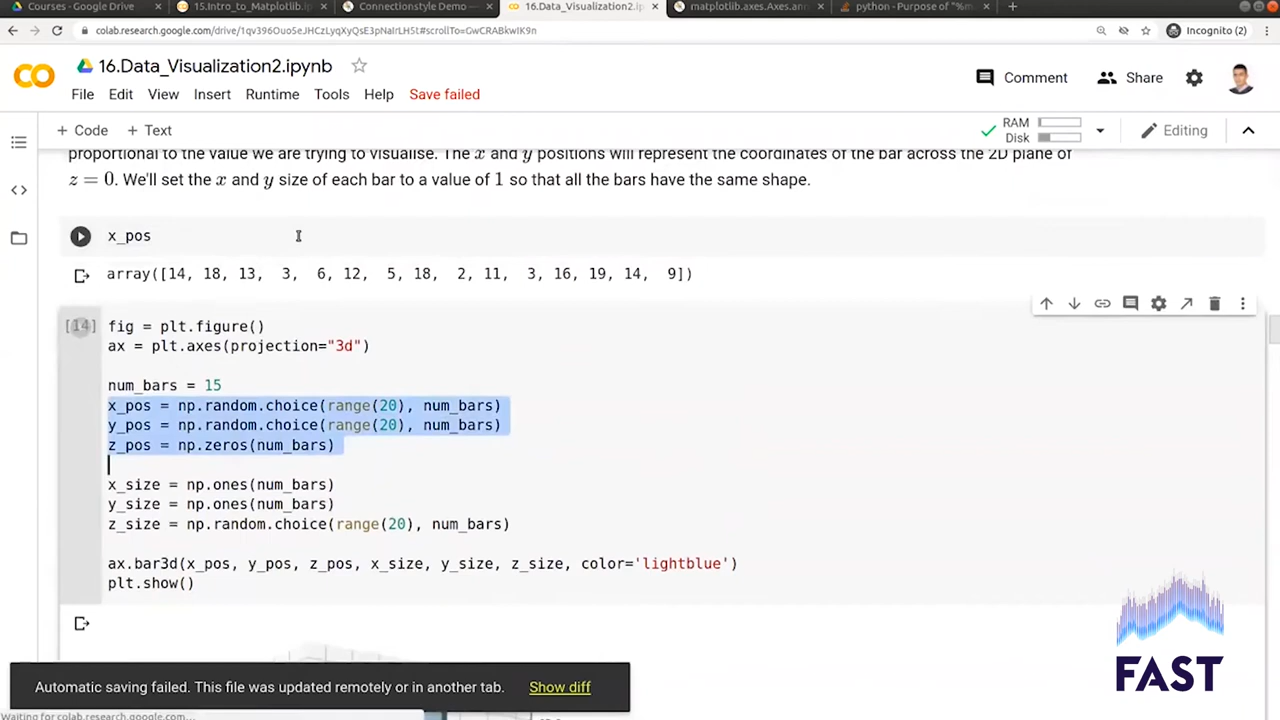 Courses - Google Drive
15.Intro_to_Matplotlib.i
Connectionstyle Demo —
16.Data_Visualization2.ip
matplotlib.axes.Axes.an
python - Purpose of "%m
colab.research.google.com/drive/1qv396Ouo5eJHCzLyqXyQsE3pNaIrLH5t#scrollTo=GwCRABkwIK9n
Incognito (2)
CO 16.Data_Visualization2.ipynb
Comment Share
File Edit View Insert Runtime Tools Help Save failed
+ Code + Text
RAM
Disk
Editing
proportional to the value we are trying to visualise. The x and y positions will represent the coordinates of the bar across the 2D plane of
z = 0. We'll set the x and y size of each bar to a value of 1 so that all the bars have the same shape.
x_pos
array([14, 18, 13, 3, 6, 12, 5, 18, 2, 11, 3, 16, 19, 14, 9])
[14] fig = plt.figure()
ax = plt.axes(projection="3d")
num_bars = 15
x_pos = np.random.choice(range(20), num_bars)
y_pos = np.random.choice(range(20), num_bars)
z_pos = np.zeros(num_bars)
x_size = np.ones(num_bars)
y_size = np.ones(num_bars)
z_size = np.random.choice(range(20), num_bars)
ax.bar3d(x_pos, y_pos, z_pos, x_size, y_size, z_size, color='lightblue')
plt.show()
FAST
Automatic saving failed. This file was updated remotely or in another tab. Show diff
Waiting for colab.research.google.com...